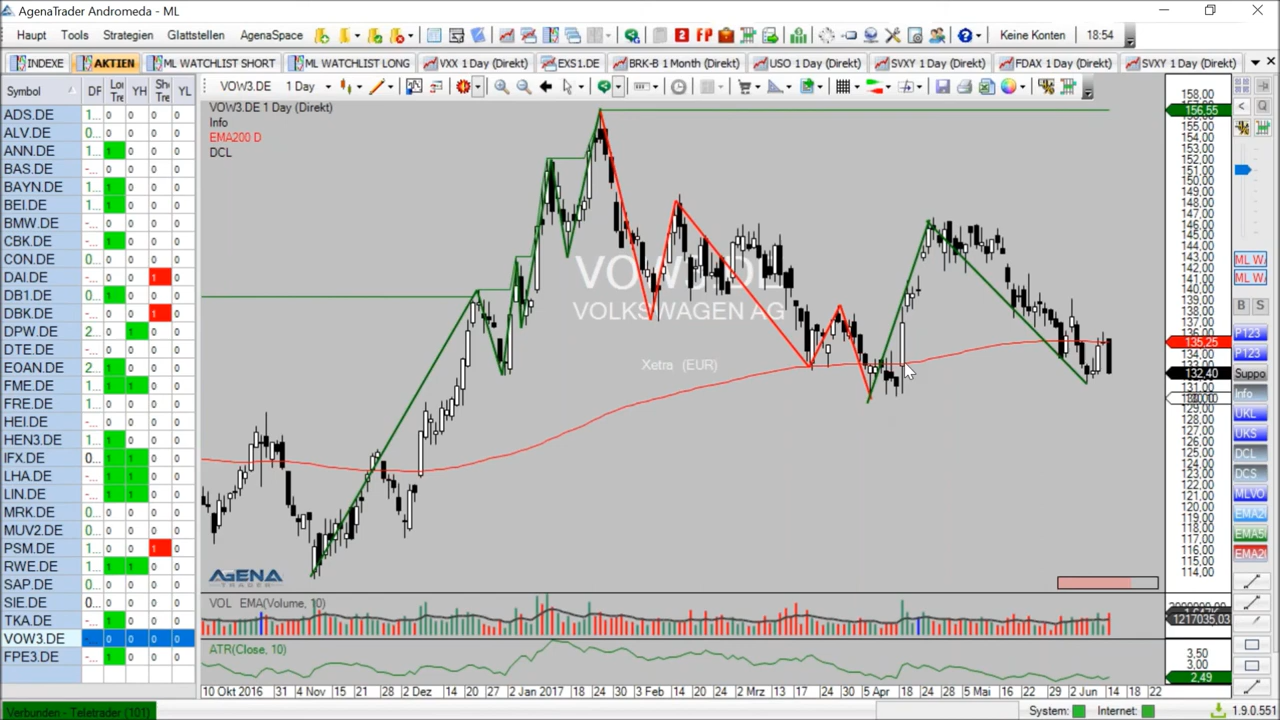 AgenaTrader Andromeda - ML
Haupt Tools Strategien Glattstellen AgenaSpace Keine Konten 18:54
INDEXE AKTIEN ML WATCHLIST SHORT ML WATCHLIST LONG VXX 1 Day (Direkt) EXS1.DE BRK-B 1 Month (Direkt) USO 1 Day (Direkt) SVXY 1 Day (Direkt) FDAX 1 Day (Direkt) SVXY 1 Day (Direkt)
Symbol DF YH YL
VOW3.DE 1 Day
VOW3.DE 1 Day (Direkt)
Info
EMA200 D
DCL
ADS.DE
ALV.DE
ANN.DE
BAS.DE
BAYN.DE
BEI.DE
BMW.DE
CBK.DE
CON.DE
DAI.DE
DB1.DE
DBK.DE
DPW.DE
DTE.DE
EOAN.DE
FME.DE
FRE.DE
HEI.DE
HEN3.DE
IFX.DE
LHA.DE
LIN.DE
MRK.DE
MUV2.DE
PSM.DE
RWE.DE
SAP.DE
SIE.DE
TKA.DE
VOW3.DE
FPE3.DE
VOW3.DE
VOLKSWAGEN AG
Xetra (EUR)
AGENA
TRADER
158,00
156,55
155,00
154,00
153,00
152,00
151,00
150,00
149,00
148,00
147,00
146,00
145,00
144,00
143,00
142,00
141,00
140,00
139,00
138,00
137,00
135,25
134,00
132,40
131,00
129,00
128,00
127,00
126,00
125,00
124,00
123,00
122,00
121,00
120,00
119,00
118,00
117,00
116,00
115,00
114,00
VOL EMA(Volume, 10)
1217035,03
ATR(Close, 10)
3,50
3,00
2,49
10 Okt 2016 31 4 Nov 15 21 2 Dez 14 20 27 2 Jan 2017 18 24 30 3 Feb 14 20 24 2 Mrz 13 17 24 30 5 Apr 18 24 5 Mai 11 17 23 29 2 Jun 14 18 22
B S
P123
P123
Suppo
Info
UKL
UKS
DCL
DCS
MLVO
EMA2
EMA5
EMA2
Verbunden - Teletrader (101) System: Internet: 1.9.0.551